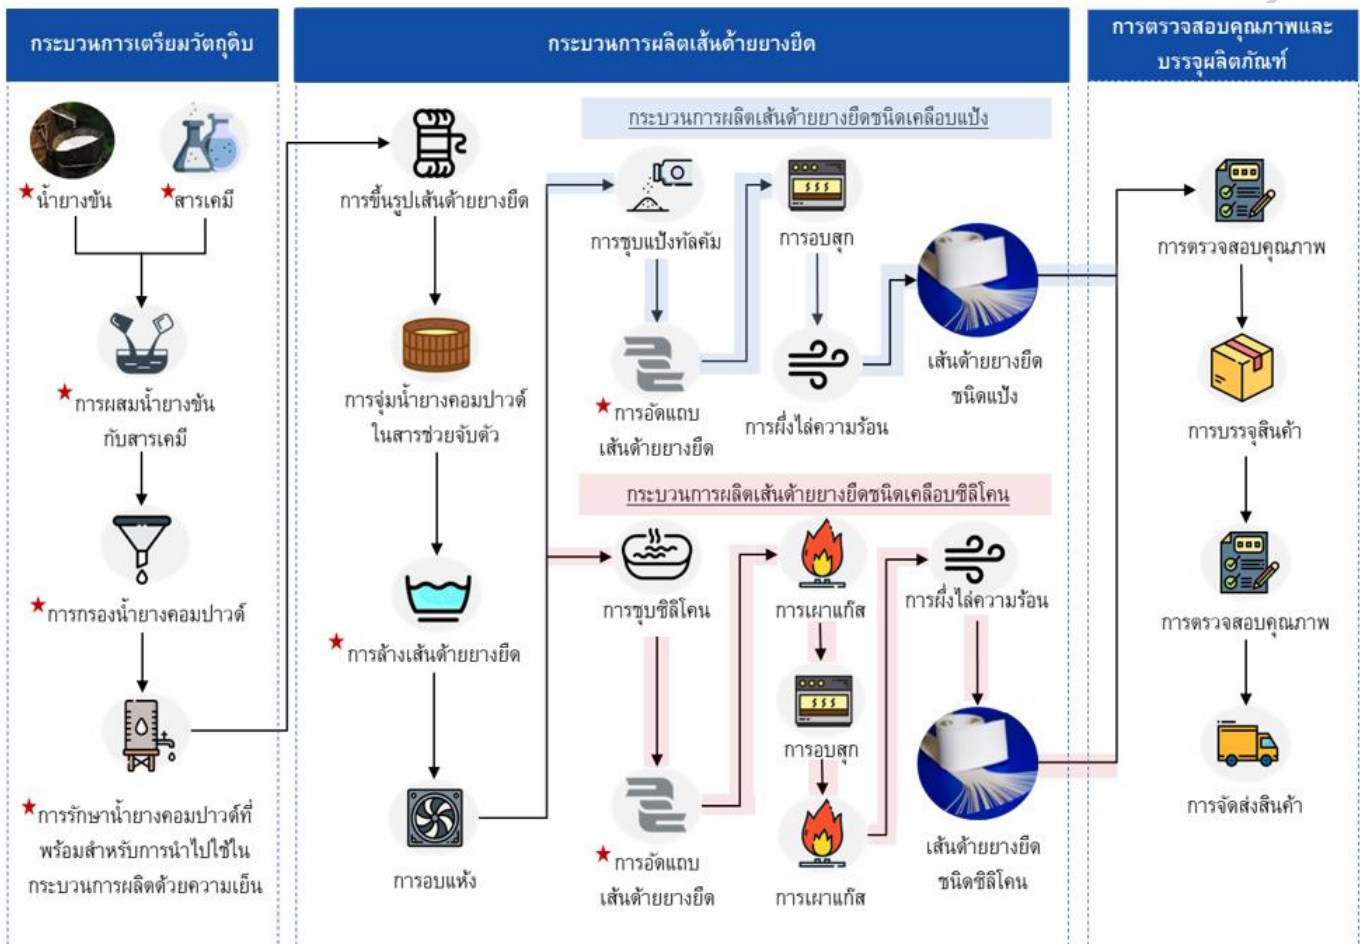 กระบวนการเตรียมวัตถุดิบ
น้ำยางข้น
สารเคมี
การผสมน้ำยางข้น
กับสารเคมี
การกรองน้ำยางคอมปาวด์
การรักษาน้ำยางคอมปาวด์ที่
พร้อมสำหรับการนำไปใช้ใน
กระบวนการผลิตด้วยความเย็น
กระบวนการผลิตเส้นด้ายยางยืด
การขึ้นรูปเส้นด้ายยางยืด
การจุ่มน้ำยางคอมปาวด์
ในสารช่วยจับตัว
การล้างเส้นด้ายยางยืด
การอบแห้ง
กระบวนการผลิตเส้นด้ายยางยืดชนิดเคลือบแป้ง
การชุบแป้งทัลคัม
การอัดแถบ
เส้นด้ายยางยืด
การอบสุก
การผึ่งไล่ความร้อน
เส้นด้ายยางยืด
ชนิดแป้ง
กระบวนการผลิตเส้นด้ายยางยืดชนิดเคลือบซิลิโคน
การชุบซิลิโคน
การอัดแถบ
เส้นด้ายยางยืด
การเผาแก๊ส
การอบสุก
การเผาแก๊ส
การผึ่งไล่ความร้อน
เส้นด้ายยางยืด
ชนิดซิลิโคน
การตรวจสอบคุณภาพและ
บรรจุผลิตภัณฑ์
การตรวจสอบคุณภาพ
การบรรจุสินค้า
การตรวจสอบคุณภาพ
การจัดส่งสินค้า